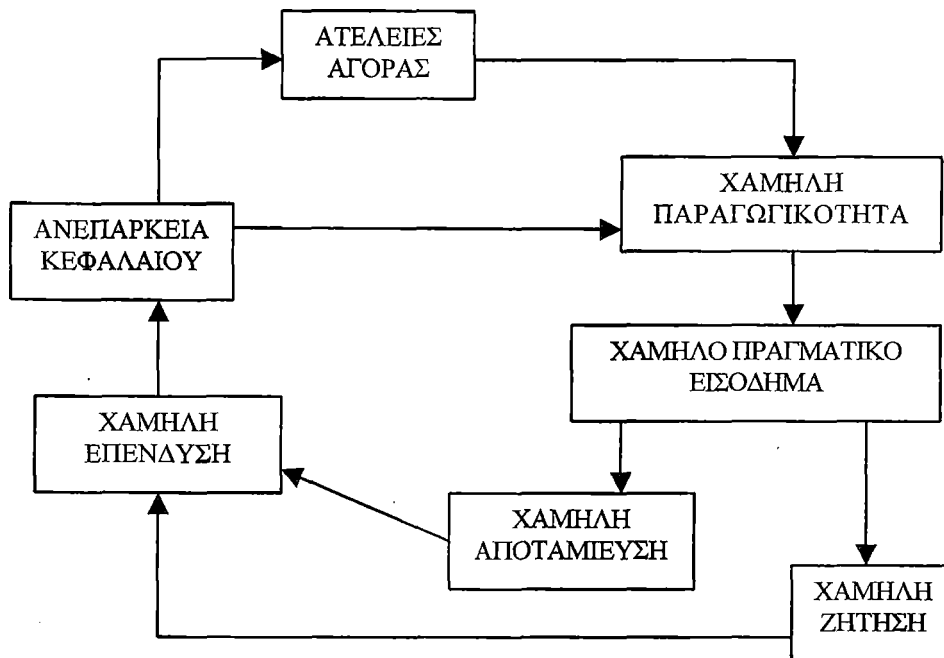 ΑΤΕΛΕΙΕΣ
ΑΓΟΡΑΣ
ΧΑΜΗΛΗ
ΠΑΡΑΓΩΓΙΚΟΤΗΤΑ
ΑΝΕΠΑΡΚΕΙΑ
ΚΕΦΑΛΑΙΟΥ
ΧΑΜΗΛΟ ΠΡΑΓΜΑΤΙΚΟ
ΕΙΣΟΔΗΜΑ
ΧΑΜΗΛΗ
ΕΠΕΝΔΥΣΗ
ΧΑΜΗΛΗ
ΑΠΟΤΑΜΙΕΥΣΗ
ΧΑΜΗΛΗ
ΖΗΤΗΣΗ